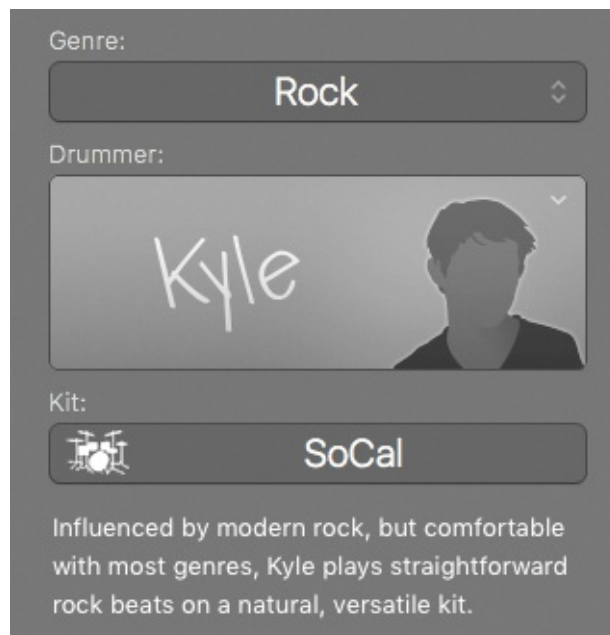 Genre:
Rock
Drummer:
Kyle
Kit:
SoCal
Influenced by modern rock, but comfortable
with most genres, Kyle plays straightforward
rock beats on a natural, versatile kit.